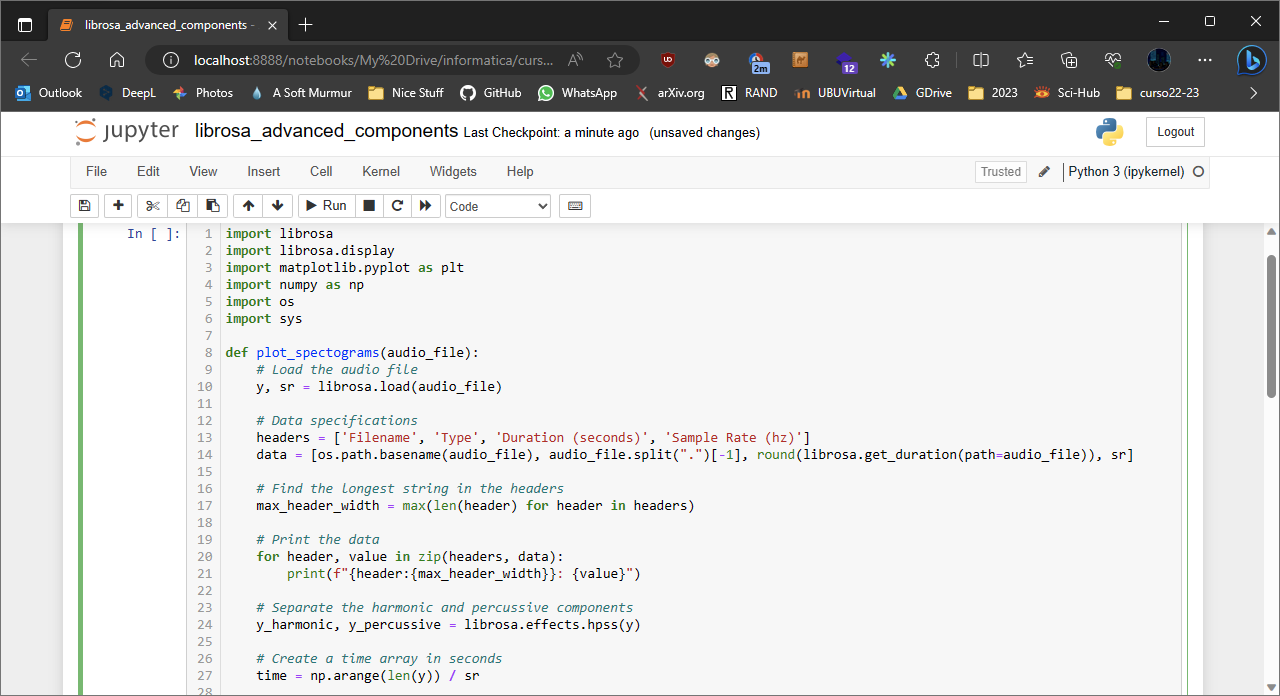 librosa_advanced_components -
localhost:8888/notebooks/My%20Drive/informatica/curs...
UD
2m
12
Outlook DeepL Photos A Soft Murmur Nice Stuff GitHub WhatsApp arXiv.org RAND UBUVirtual GDrive 2023 Sci-Hub curso22-23
jupyter librosa_advanced_components Last Checkpoint: a minute ago (unsaved changes) Logout
File Edit View Insert Cell Kernel Widgets Help Trusted Python 3 (ipykernel)
Run Code
In [ ]:
1 import librosa
2 import librosa.display
3 import matplotlib.pyplot as plt
4 import numpy as np
5 import os
6 import sys
7
8 def plot_spectograms(audio_file):
9     # Load the audio file
10     y, sr = librosa.load(audio_file)
11
12     # Data specifications
13     headers = ['Filename', 'Type', 'Duration (seconds)', 'Sample Rate (hz)']
14     data = [os.path.basename(audio_file), audio_file.split(".")[-1], round(librosa.get_duration(path=audio_file)), sr]
15
16     # Find the longest string in the headers
17     max_header_width = max(len(header) for header in headers)
18
19     # Print the data
20     for header, value in zip(headers, data):
21         print(f"{header:{max_header_width}}: {value}")
22
23     # Separate the harmonic and percussive components
24     y_harmonic, y_percussive = librosa.effects.hpss(y)
25
26     # Create a time array in seconds
27     time = np.arange(len(y)) / sr
28